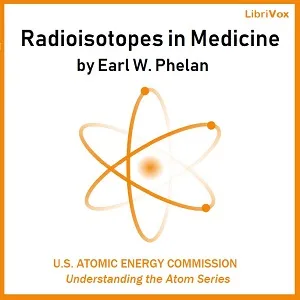 LibriVox
Radioisotopes in Medicine
by Earl W. Phelan
U.S. ATOMIC ENERGY COMMISSION
Understanding the Atom Series